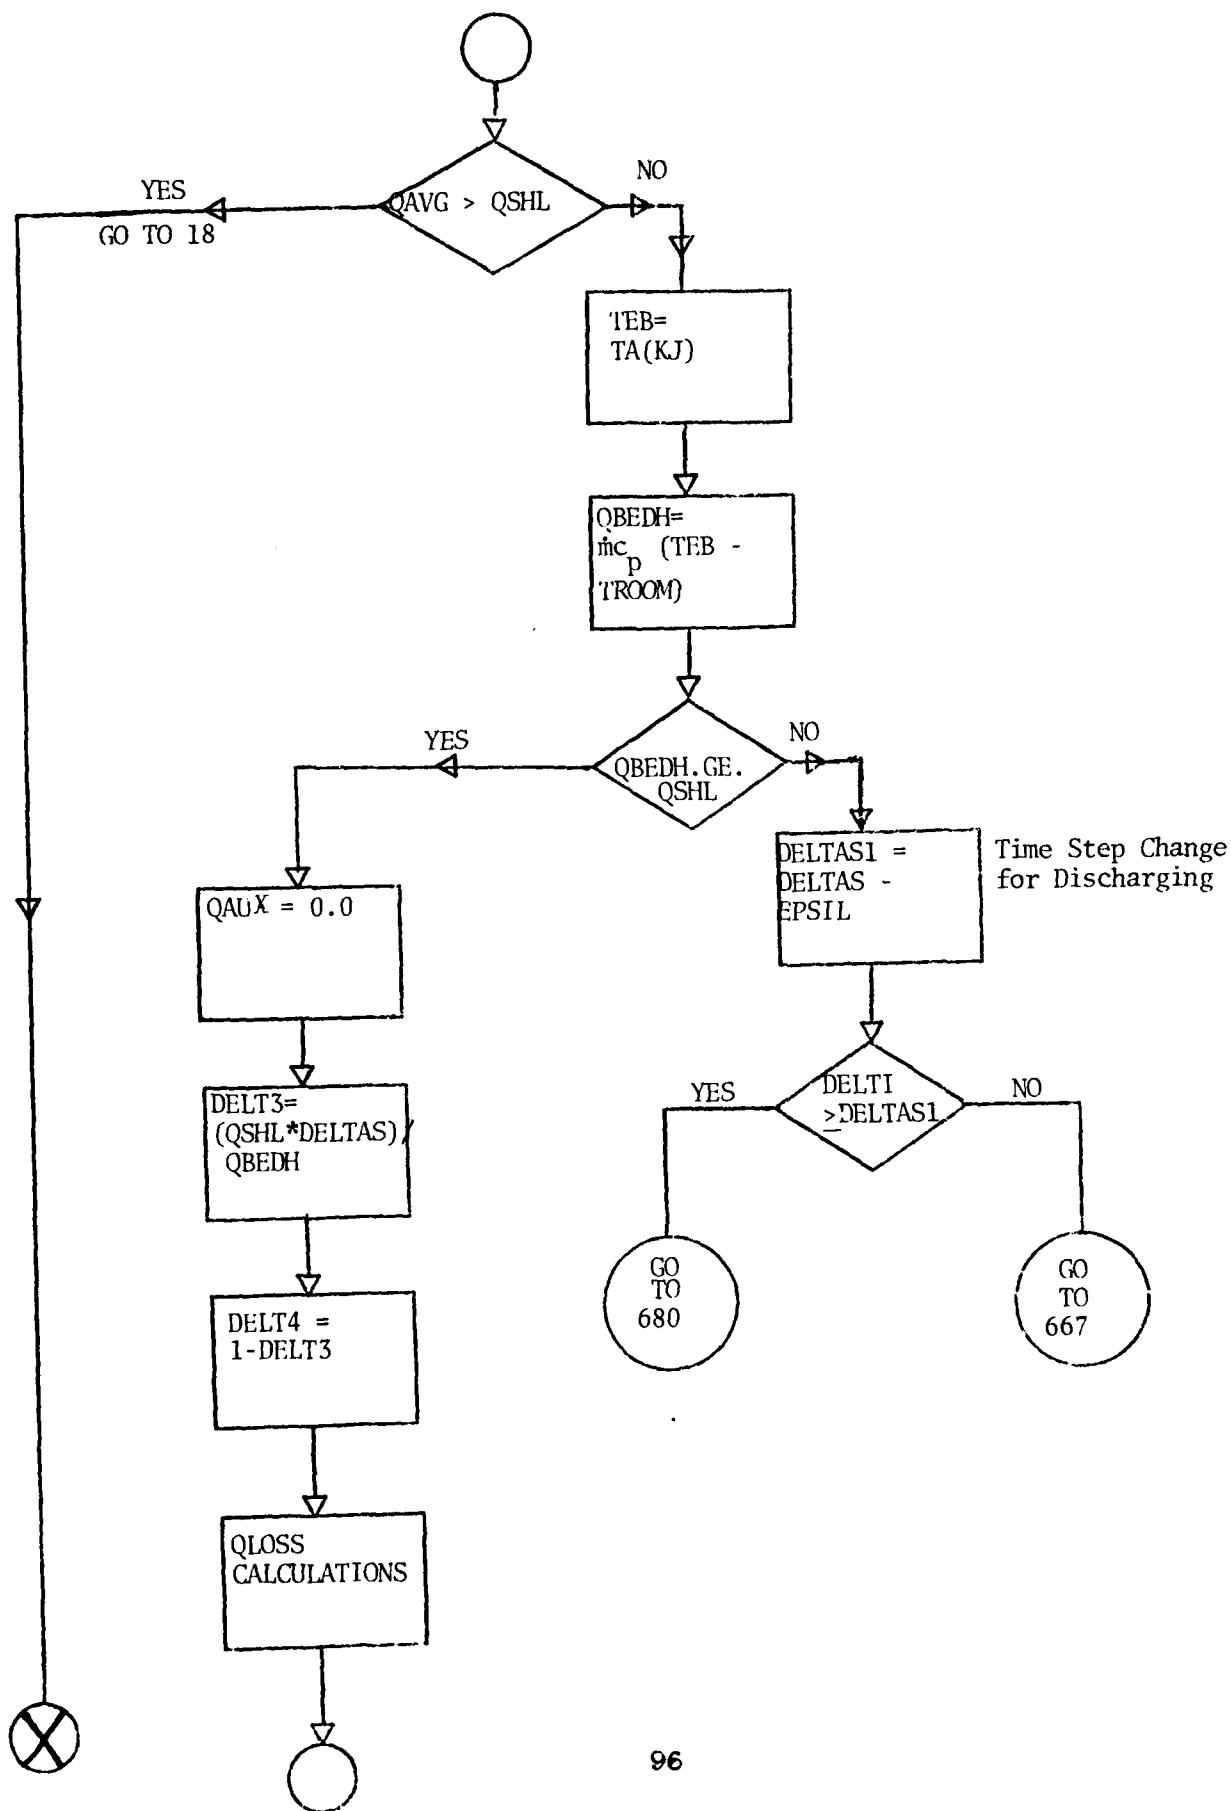 QAVG > QSHL
YES
GO TO 18
NO
TEB=
TA(KJ)
QBEDH=
ṁc_p (TEB -
TROOM)
QBEDH.GE.
QSHL
YES
NO
QAUX = 0.0
DELTAS1 =
DELTAS -
EPSIL
Time Step Change
for Discharging
DELT3=
(QSHL*DELTAS)/
QBEDH
DELTI
≥DELTAS1
YES
NO
GO
TO
680
GO
TO
667
DELT4 =
1-DELT3
QLOSS
CALCULATIONS
96